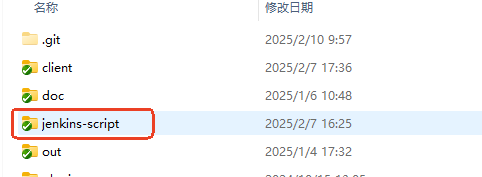 名称 修改日期
.git 2025/2/10 9:57
client 2025/2/7 17:36
doc 2025/1/6 10:48
jenkins-script 2025/2/7 16:25
out 2025/1/4 17:32